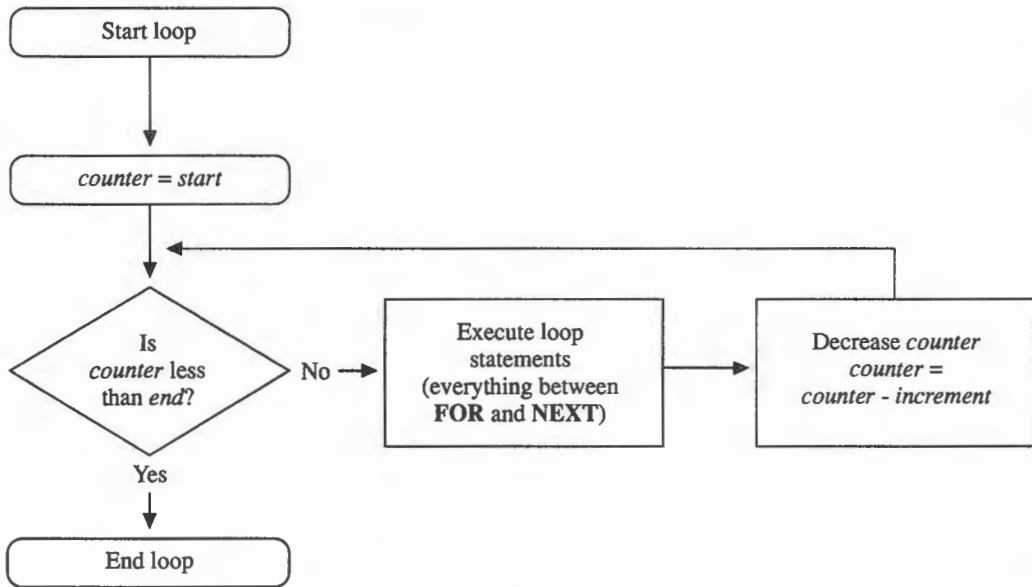 Start loop
counter = start
Is
counter less
than end?
No
Execute loop
statements
(everything between
FOR and NEXT)
Decrease counter
counter =
counter - increment
Yes
End loop